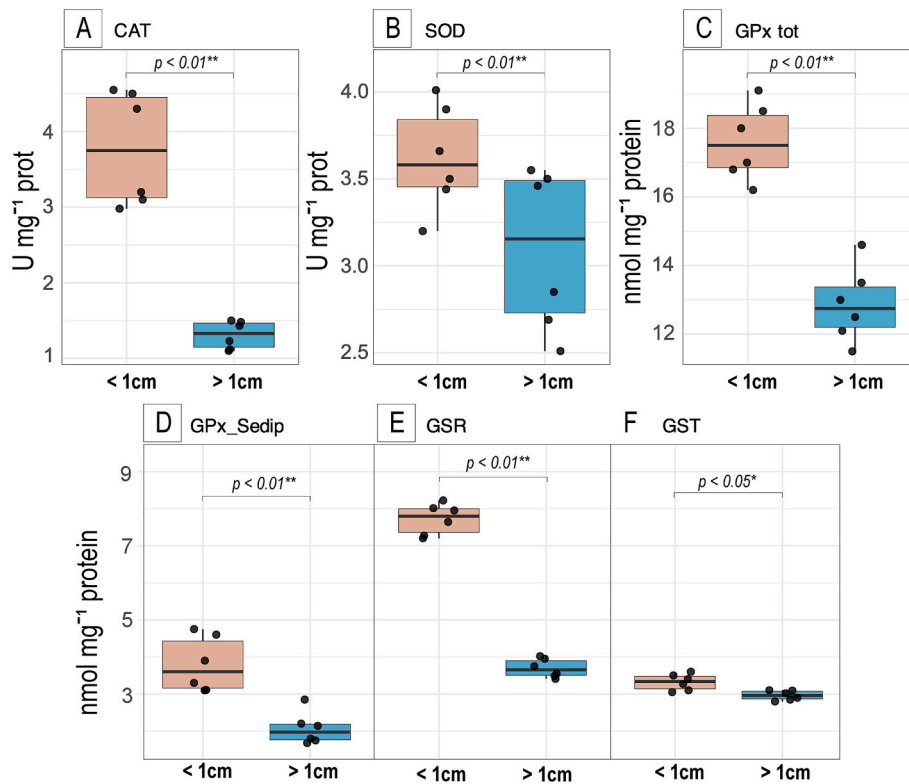 A CAT
B SOD
C GPx tot
p < 0.01**
p < 0.01**
p < 0.01**
U mg⁻¹ prot
4
3
2
1
U mg⁻¹ prot
4.0
3.5
3.0
2.5
nmol mg⁻¹ protein
18
16
14
12
< 1cm > 1cm
< 1cm > 1cm
< 1cm > 1cm
D GPx_Sedip
E GSR
F GST
p < 0.01**
p < 0.01**
p < 0.05*
nmol mg⁻¹ protein
9
7
5
3
< 1cm > 1cm
< 1cm > 1cm
< 1cm > 1cm